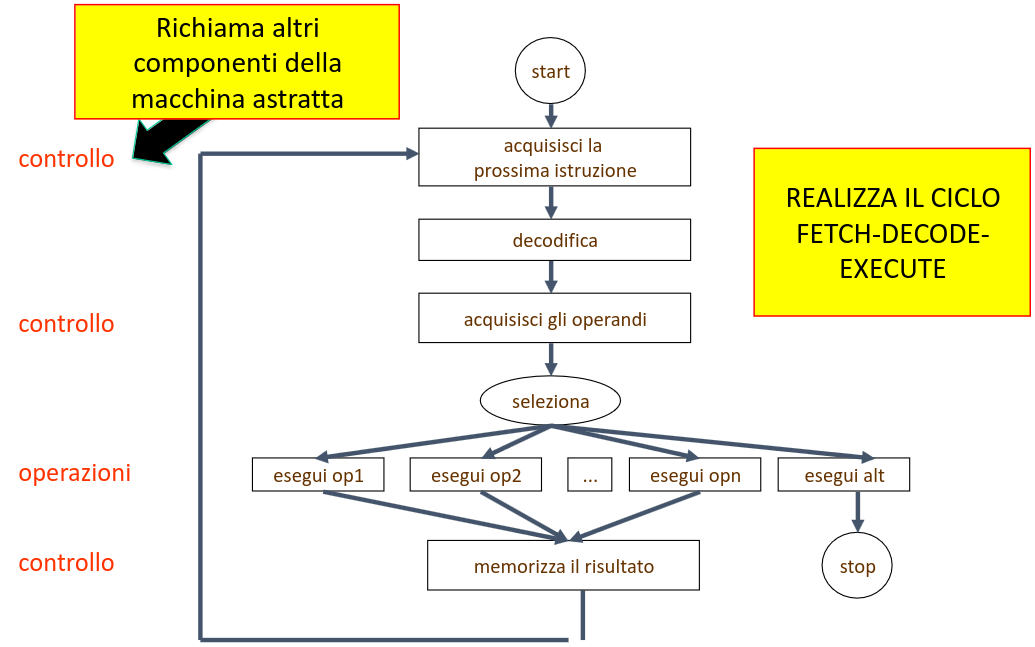 Richiama altri
componenti della
macchina astratta
start
controllo
acquisisci la
prossima istruzione
REALIZZA IL CICLO
FETCH-DECODE-
EXECUTE
decodifica
controllo
acquisisci gli operandi
seleziona
operazioni
esegui op1
esegui op2
...
esegui opn
esegui alt
controllo
memorizza il risultato
stop